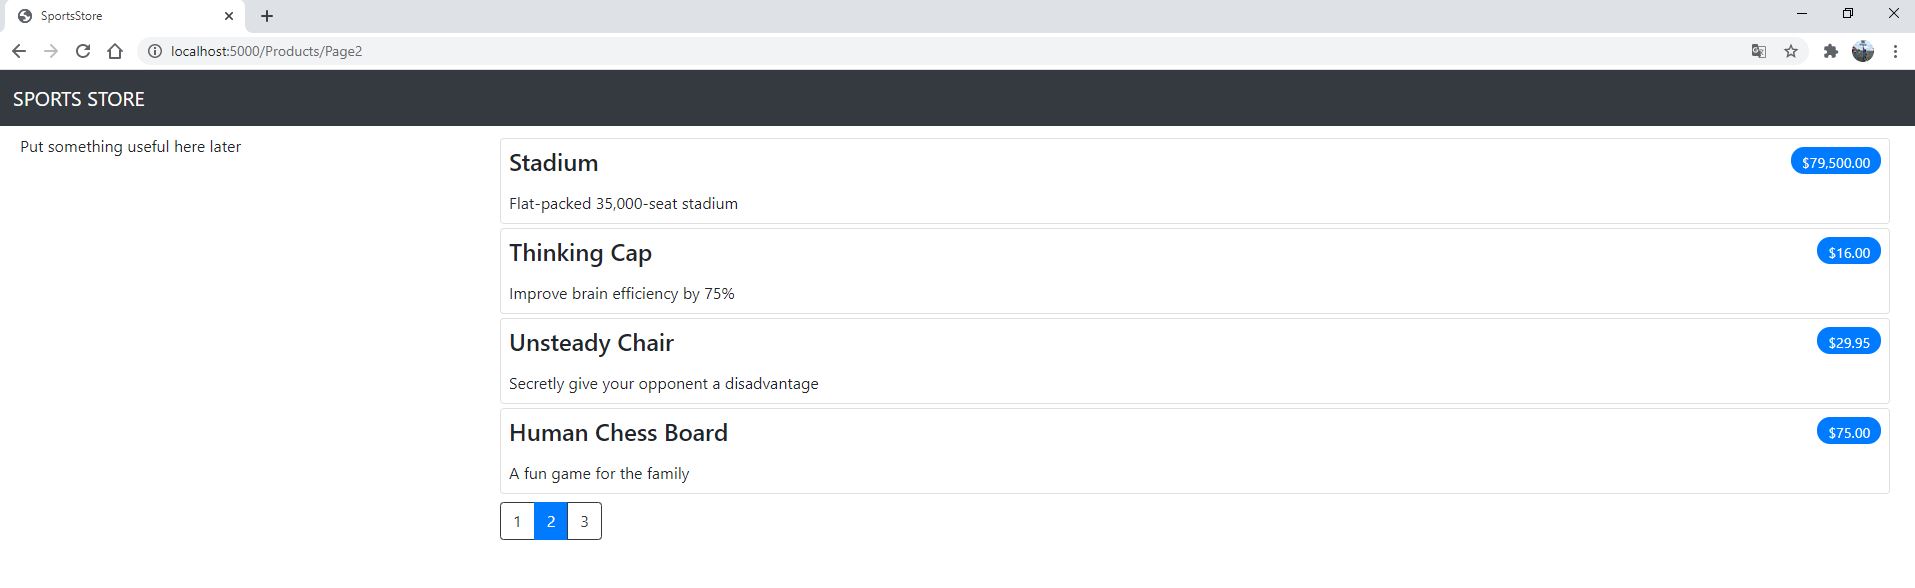 SportsStore
localhost:5000/Products/Page2
SPORTS STORE
Put something useful here later
Stadium
$79,500.00
Flat-packed 35,000-seat stadium
Thinking Cap
$16.00
Improve brain efficiency by 75%
Unsteady Chair
$29.95
Secretly give your opponent a disadvantage
Human Chess Board
$75.00
A fun game for the family
1 2 3